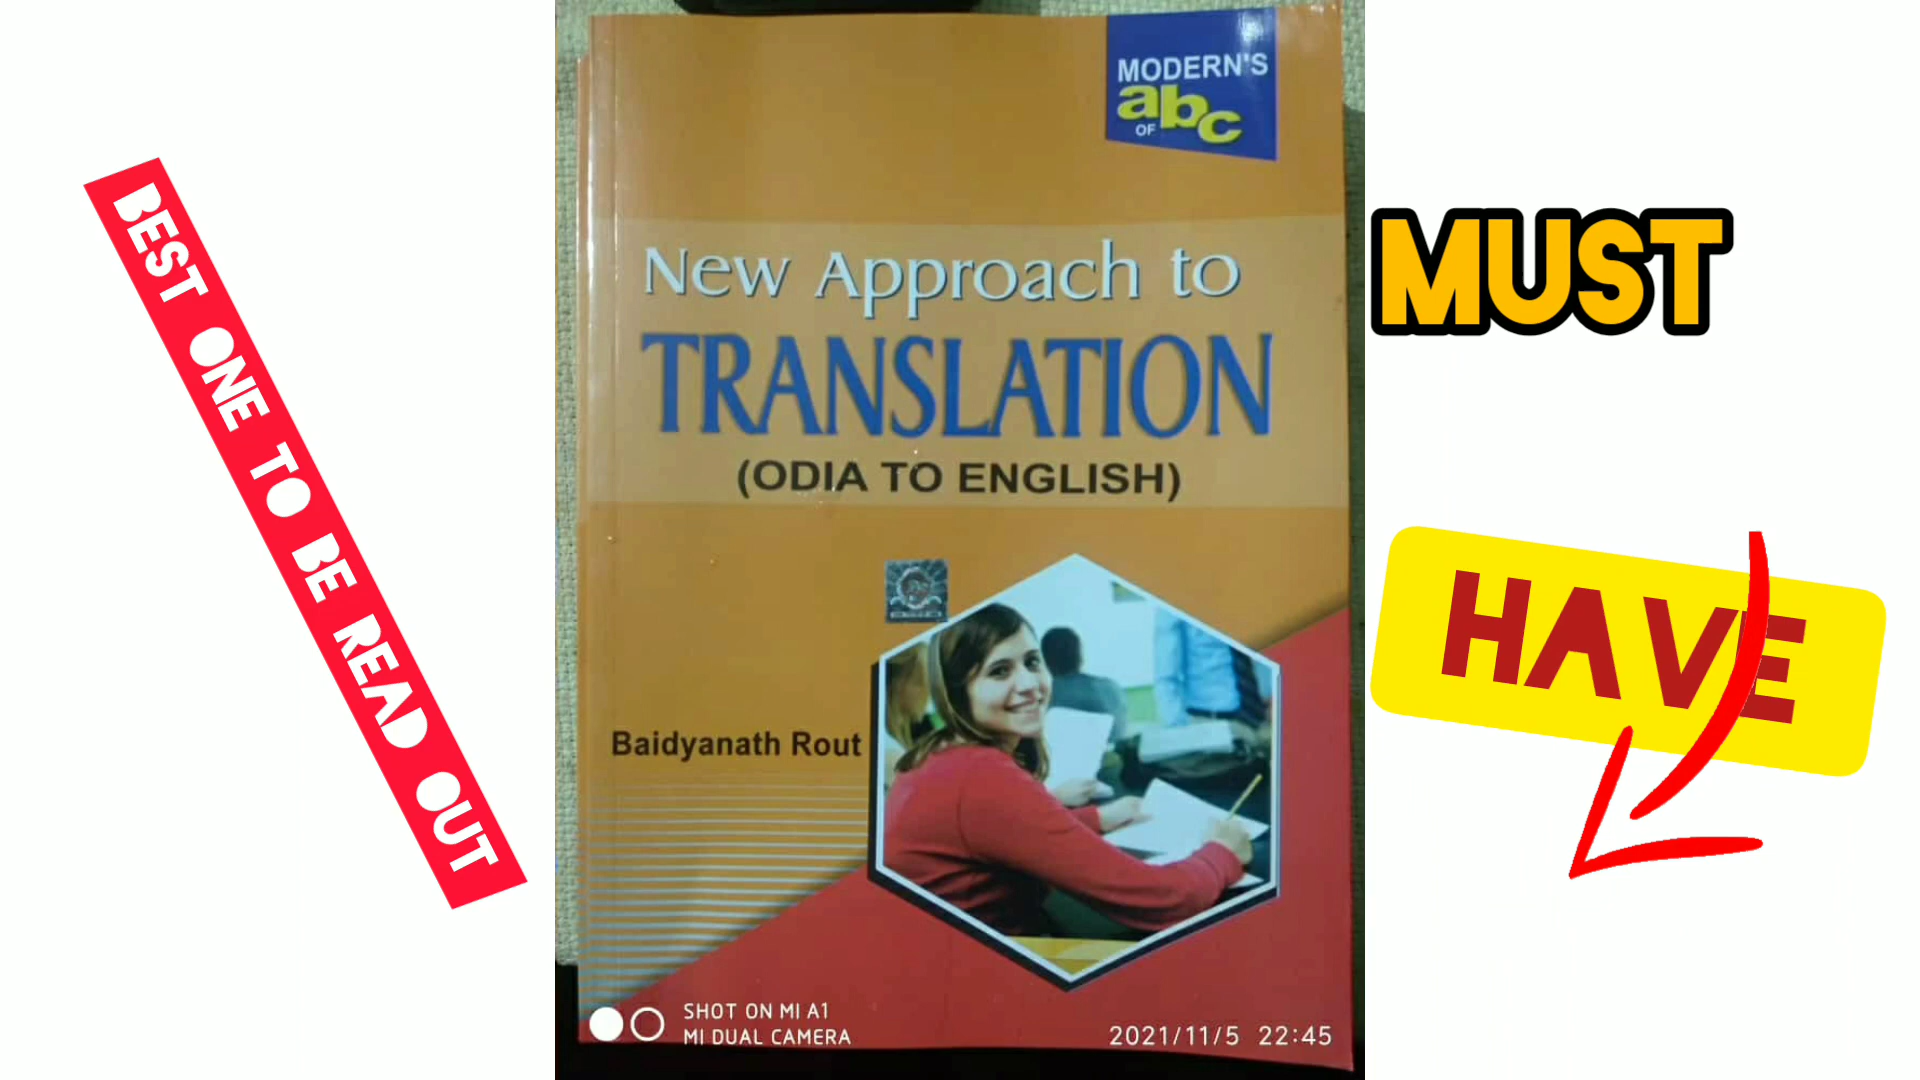 BEST ONE TO BE READ OUT
MODERN'S
abc
OF
New Approach to
TRANSLATION
(ODIA TO ENGLISH)
Baidyanath Rout
SHOT ON MI A1
MI DUAL CAMERA
2021/11/5 22:45
MUST
HAVE